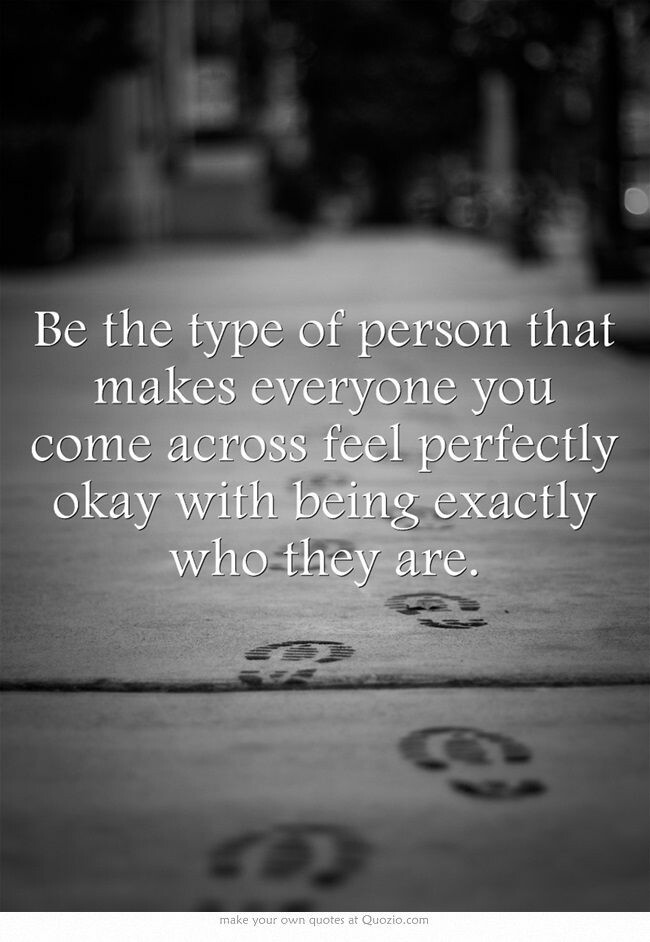 Be the type of person that
makes everyone you
come across feel perfectly
okay with being exactly
who they are.
make your own quotes at Quozio.com